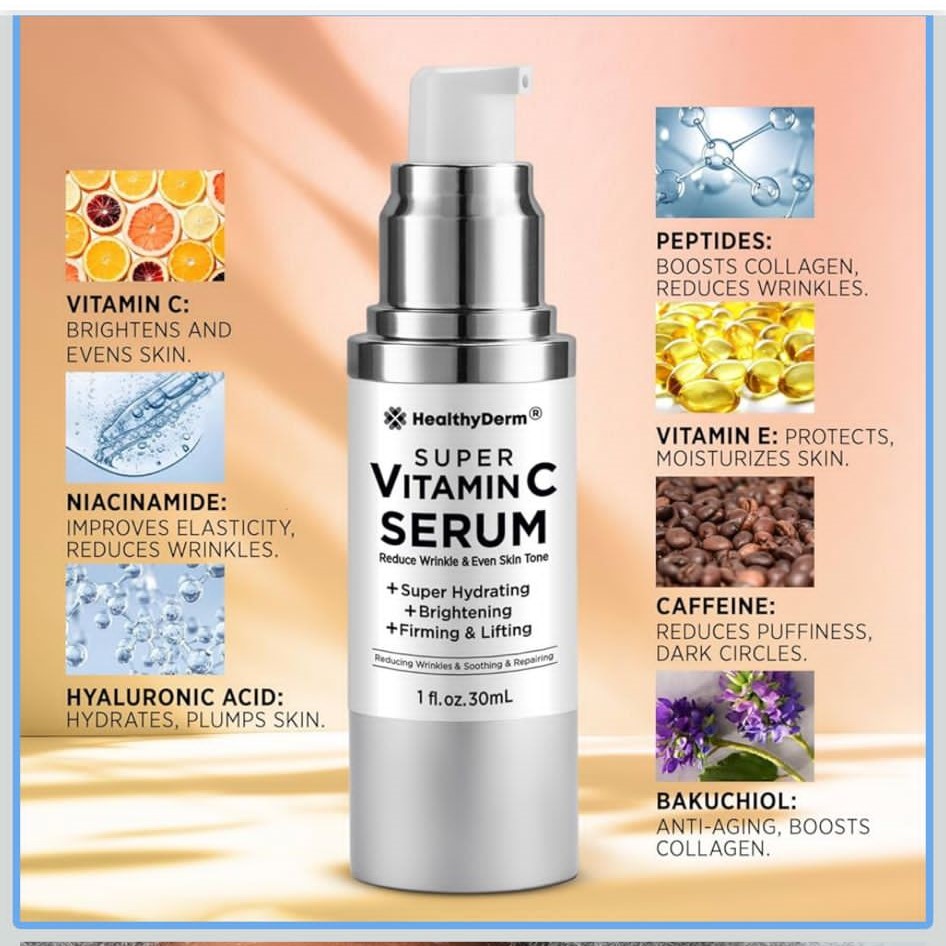 VITAMIN C:
BRIGHTENS AND
EVENS SKIN.
NIACINAMIDE:
IMPROVES ELASTICITY,
REDUCES WRINKLES.
HYALURONIC ACID:
HYDRATES, PLUMPS SKIN.
HealthyDerm®
SUPER
VITAMIN C
SERUM
Reduce Wrinkle & Even Skin Tone
+Super Hydrating
+Brightening
+Firming & Lifting
Reducing Wrinkles & Soothing & Repairing
1 fl.oz.30mL
PEPTIDES:
BOOSTS COLLAGEN,
REDUCES WRINKLES.
VITAMIN E: PROTECTS,
MOISTURIZES SKIN.
CAFFEINE:
REDUCES PUFFINESS,
DARK CIRCLES.
BAKUCHIOL:
ANTI-AGING, BOOSTS
COLLAGEN.